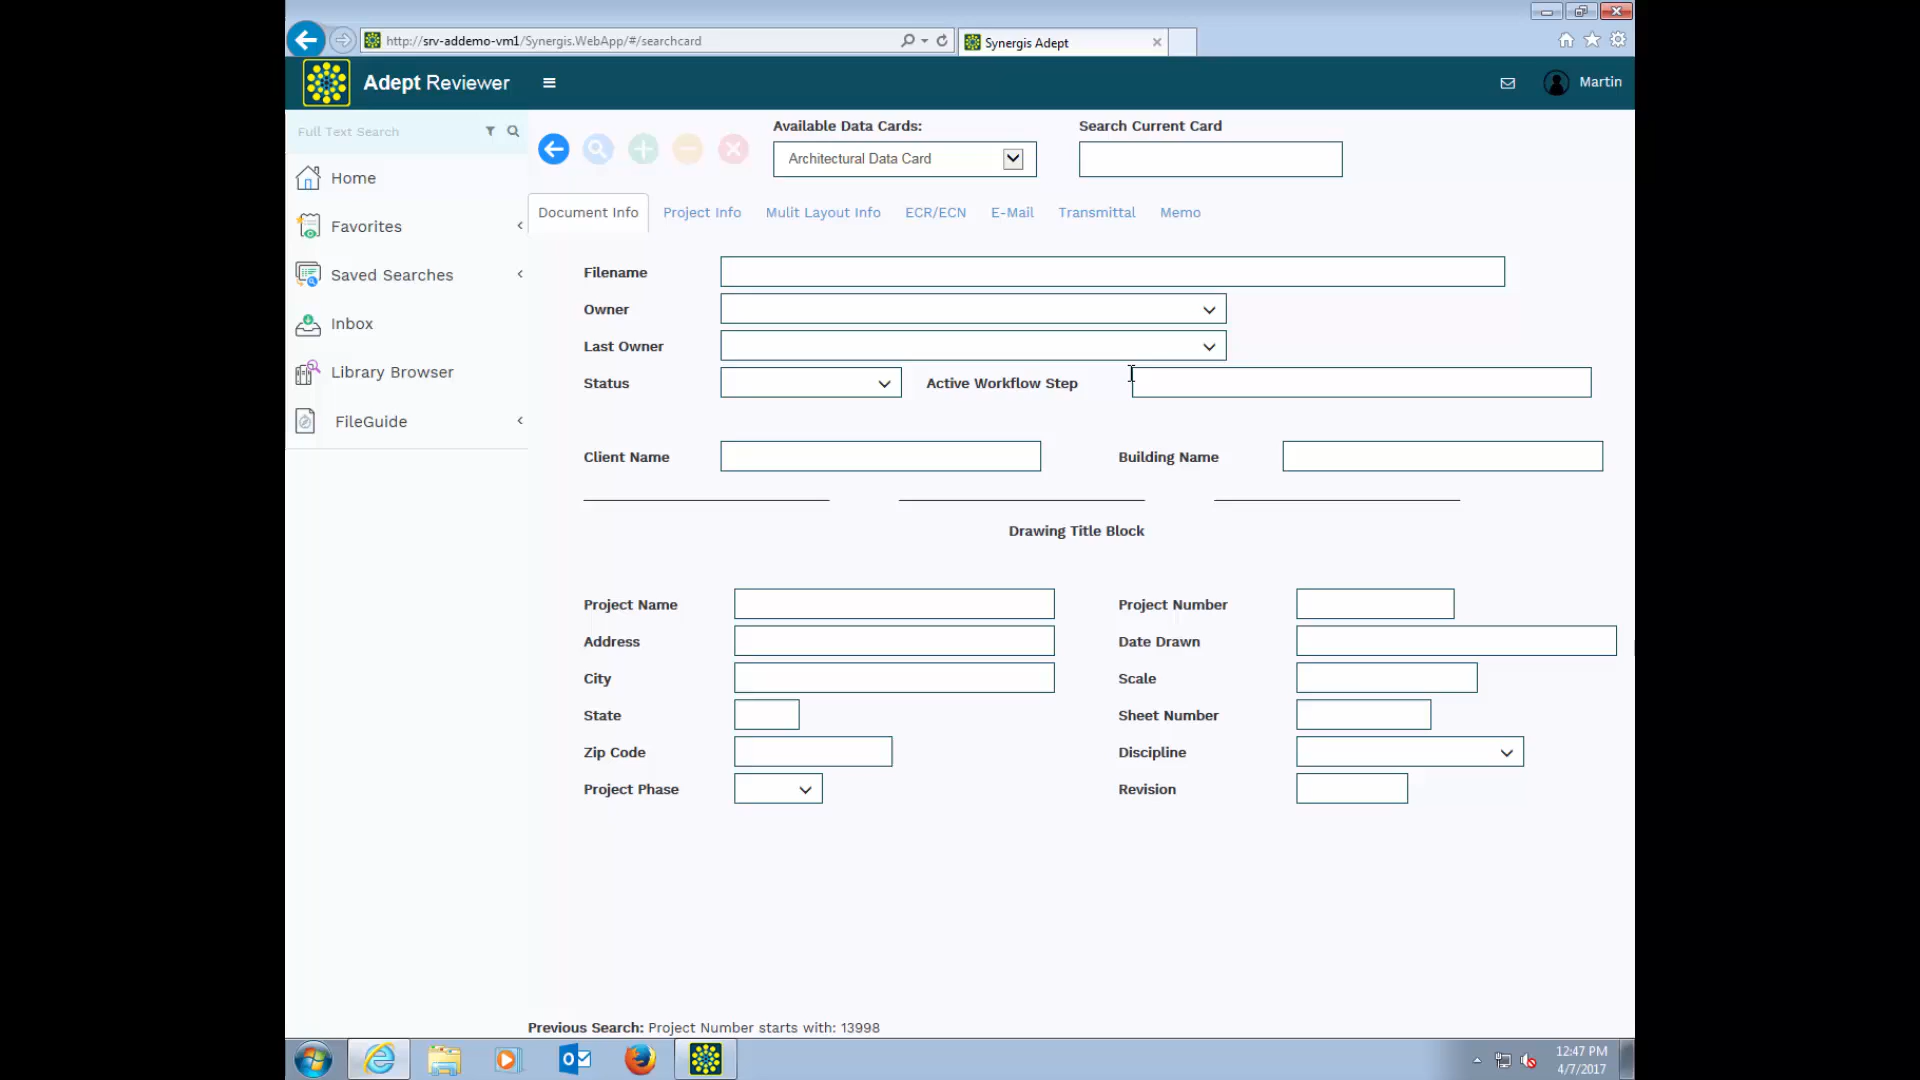 http://srv-addemo-vm1/Synergis.WebApp/#/searchcard
Synergis Adept
Adept Reviewer
Martin
Full Text Search
Available Data Cards:
Search Current Card
Architectural Data Card
Home
Favorites
Saved Searches
Inbox
Library Browser
FileGuide
Document Info
Project Info
Mulit Layout Info
ECR/ECN
E-Mail
Transmittal
Memo
Filename
Owner
Last Owner
Status
Active Workflow Step
Client Name
Building Name
Drawing Title Block
Project Name
Project Number
Address
Date Drawn
City
Scale
State
Sheet Number
Zip Code
Discipline
Project Phase
Revision
Previous Search: Project Number starts with: 13998
12:47 PM
4/7/2017